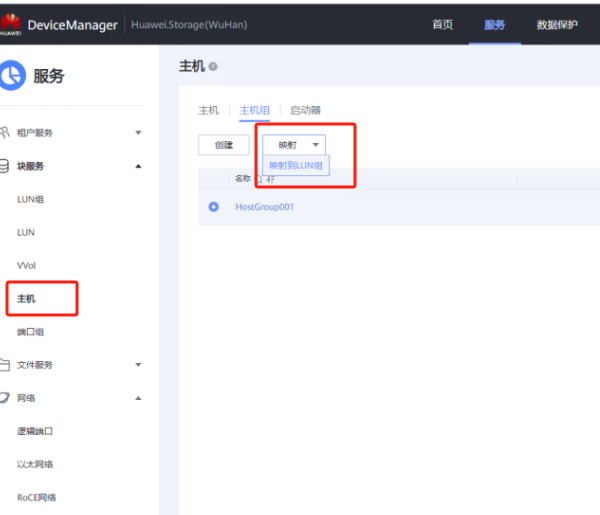 HUAWEI
DeviceManager
Huawei.Storage(WuHan)
首页
服务
数据保护
服务
租户服务
块服务
LUN组
LUN
VVol
主机
端口组
文件服务
网络
逻辑端口
以太网络
RoCE网络
主机
主机 主机组 启动器
创建 映射
映射到LUN组
名称
HostGroup001